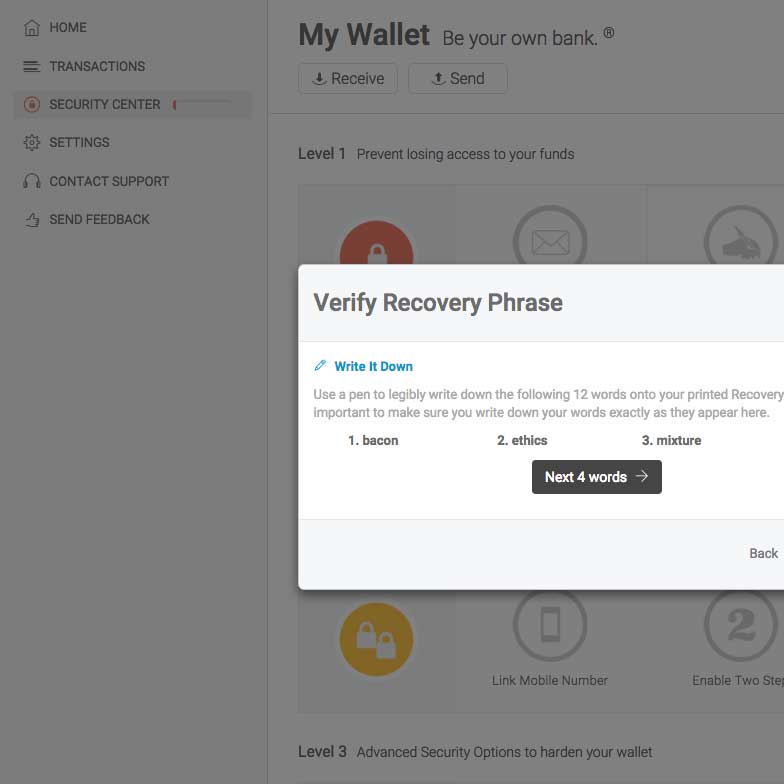 HOME
TRANSACTIONS
SECURITY CENTER
SETTINGS
CONTACT SUPPORT
SEND FEEDBACK
My Wallet Be your own bank. ®
Receive Send
Level 1 Prevent losing access to your funds
Verify Recovery Phrase
Write It Down
Use a pen to legibly write down the following 12 words onto your printed Recovery
important to make sure you write down your words exactly as they appear here.
1. bacon 2. ethics 3. mixture
Next 4 words
Back
2
Link Mobile Number Enable Two Step
Level 3 Advanced Security Options to harden your wallet